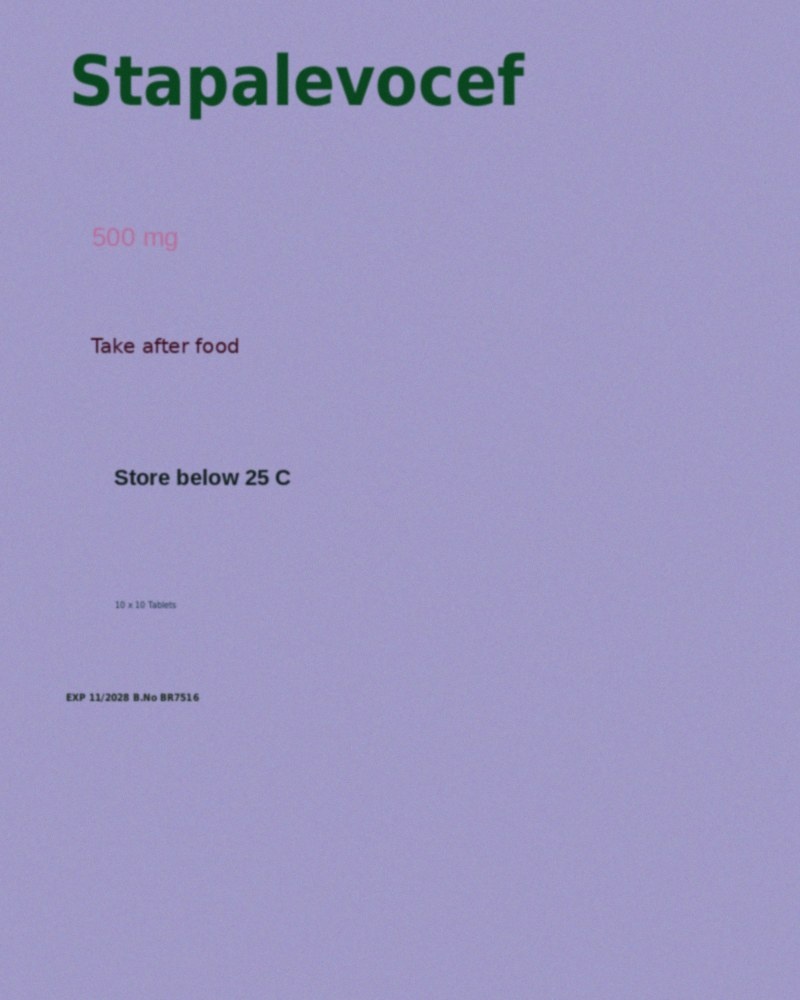 Stapalevocef
500 mg
Take after food
Store below 25 C
10 x 10 Tablets
EXP 11/2028 B.No BR7516